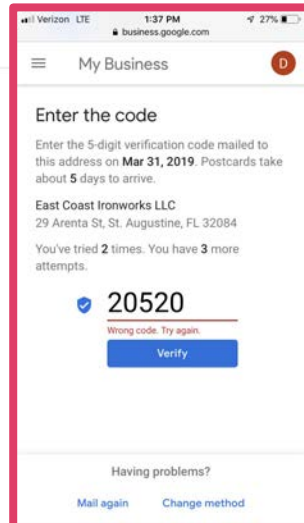 Verizon LTE 1:37 PM 27%
business.google.com
My Business D
Enter the code
Enter the 5-digit verification code mailed to
this address on Mar 31, 2019. Postcards take
about 5 days to arrive.
East Coast Ironworks LLC
29 Arenta St, St. Augustine, FL 32084
You've tried 2 times. You have 3 more
attempts.
20520
Wrong code. Try again.
Verify
Having problems?
Mail again Change method